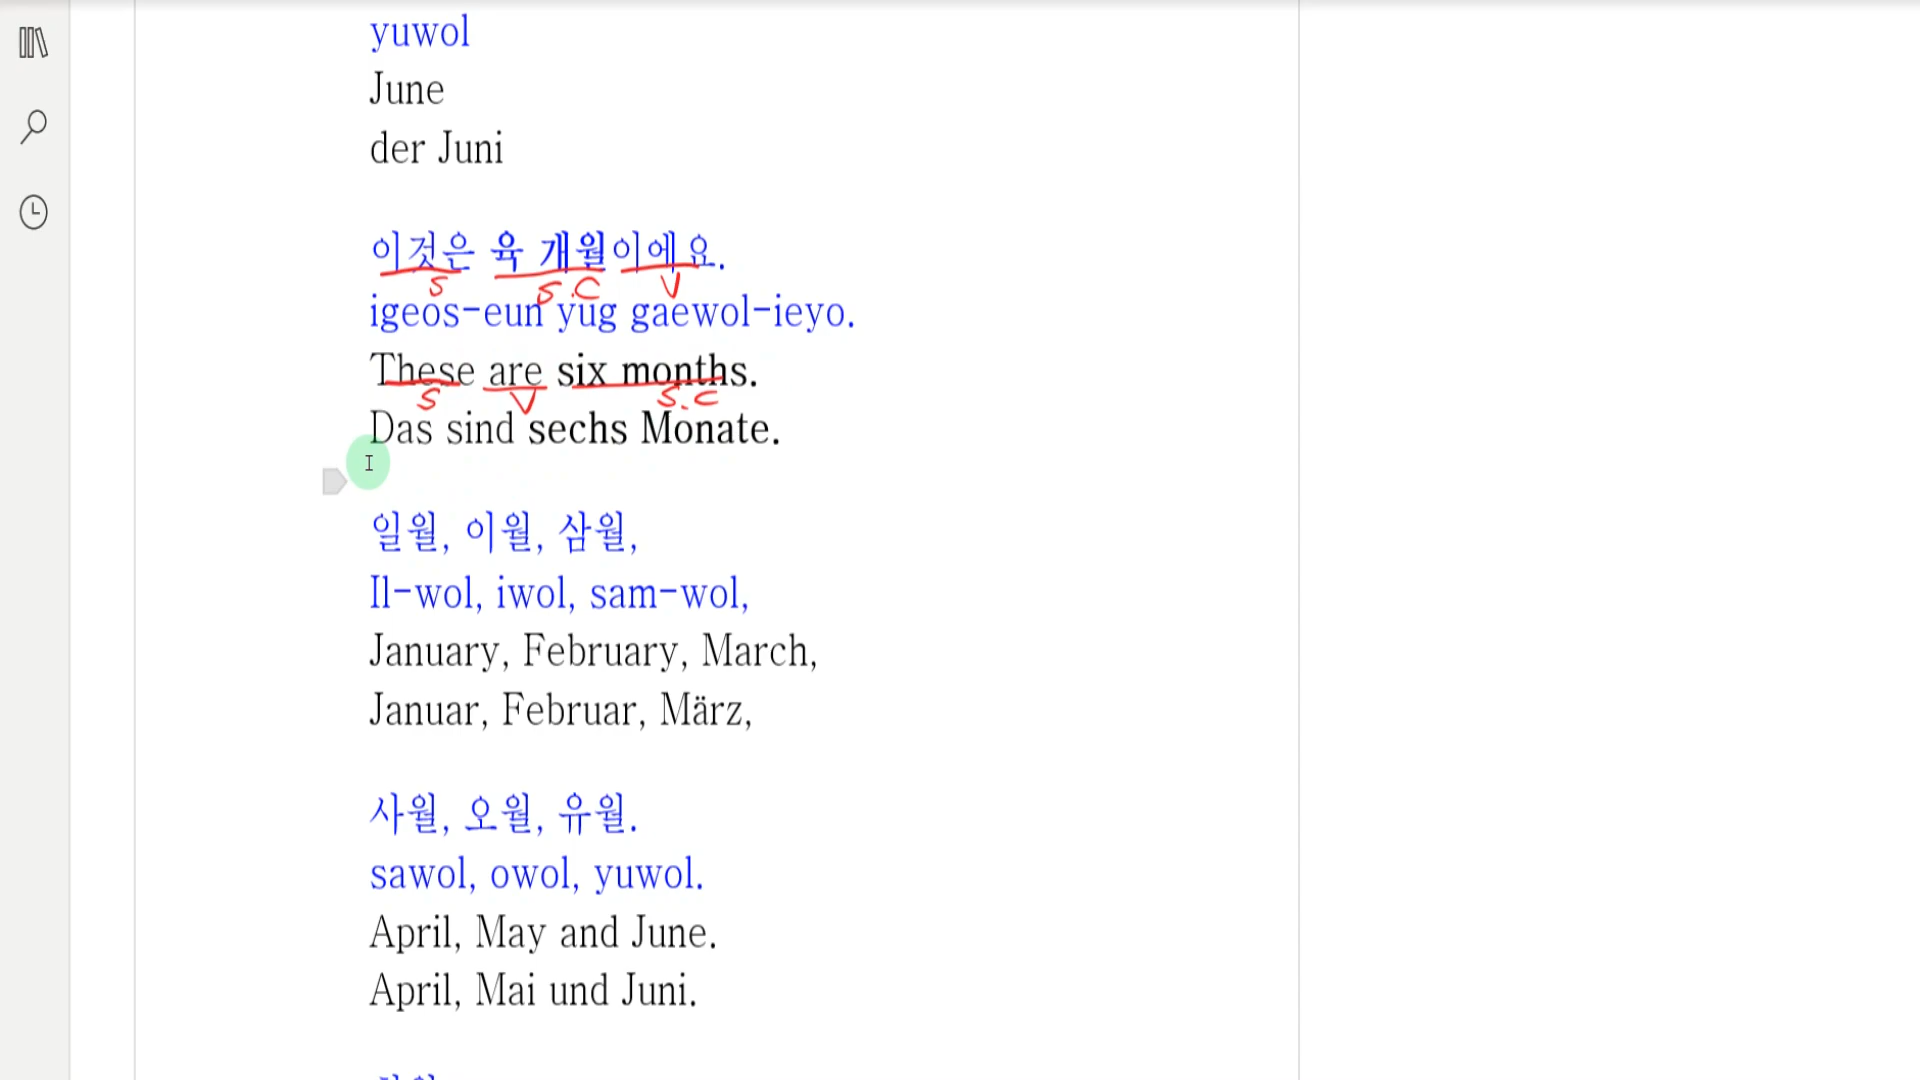 yuwol
June
der Juni
이것은 육 개월이에요.
S S.C V
igeos-eun yug gaewol-ieyo.
These are six months.
S V S.C
Das sind sechs Monate.
일월, 이월, 삼월,
Il-wol, iwol, sam-wol,
January, February, March,
Januar, Februar, März,
사월, 오월, 유월.
sawol, owol, yuwol.
April, May and June.
April, Mai und Juni.